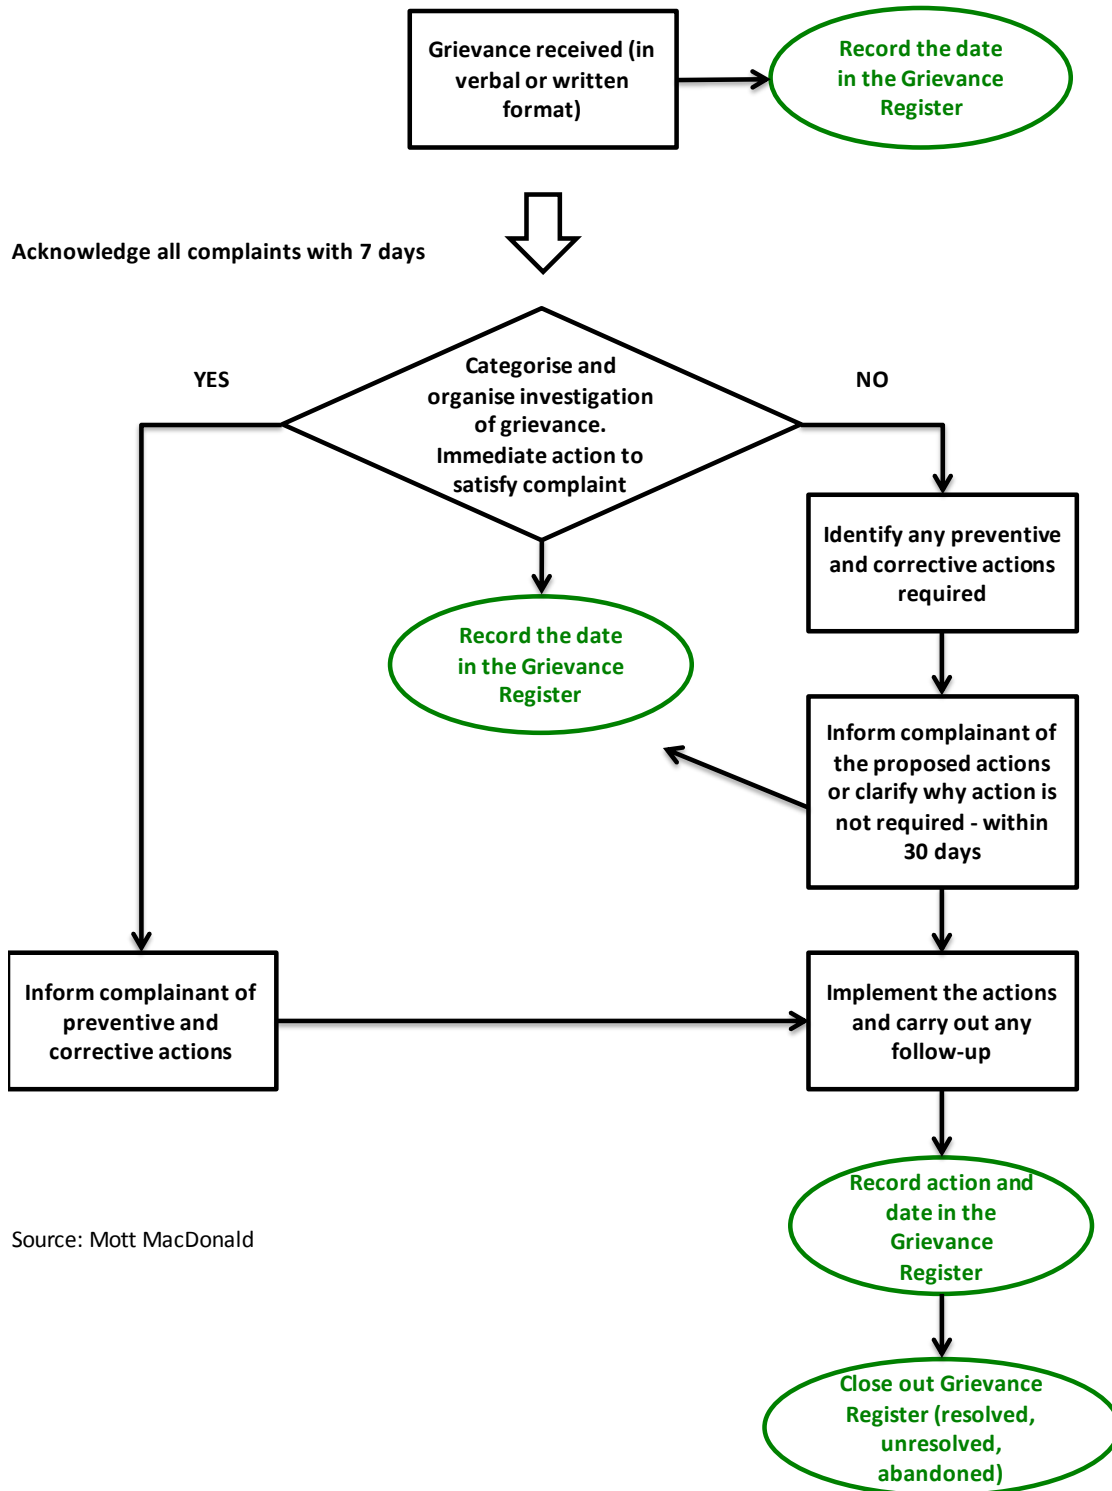 Grievance received (in
verbal or written
format)
Record the date
in the Grievance
Register
Acknowledge all complaints with 7 days
YES
Categorise and
organise investigation
of grievance.
Immediate action to
satisfy complaint
NO
Identify any preventive
and corrective actions
required
Record the date
in the Grievance
Register
Inform complainant of
the proposed actions
or clarify why action is
not required - within
30 days
Inform complainant of
preventive and
corrective actions
Implement the actions
and carry out any
follow-up
Record action and
date in the
Grievance
Register
Source: Mott MacDonald
Close out Grievance
Register (resolved,
unresolved,
abandoned)